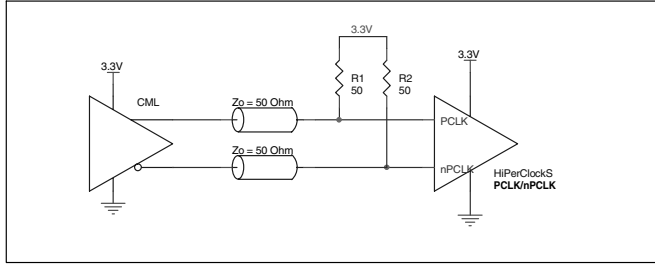 3.3V
3.3V
3.3V
R1
50
R2
50
CML
Zo = 50 Ohm
PCLK
Zo = 50 Ohm
nPCLK
HiPerClockS
PCLK/nPCLK